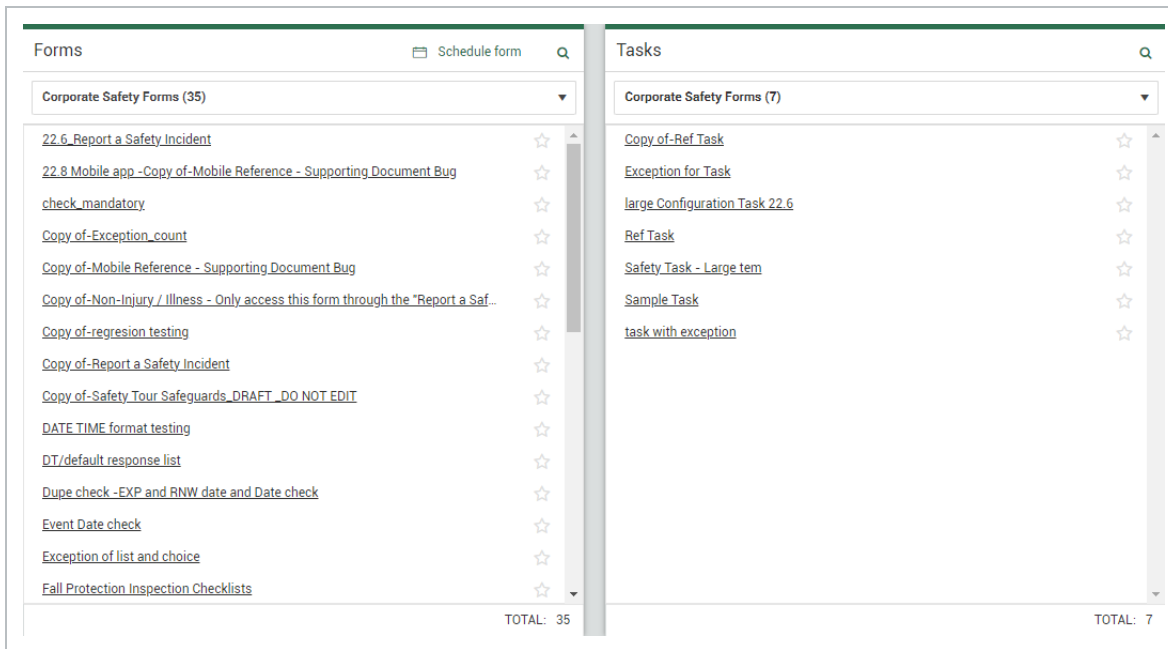 Forms
Schedule form
Corporate Safety Forms (35)
22.6_Report a Safety Incident
22.8 Mobile app -Copy of-Mobile Reference - Supporting Document Bug
check_mandatory
Copy of-Exception_count
Copy of-Mobile Reference - Supporting Document Bug
Copy of-Non-Injury / Illness - Only access this form through the "Report a Saf...
Copy of-regresion testing
Copy of-Report a Safety Incident
Copy of-Safety Tour Safeguards_DRAFT _DO NOT EDIT
DATE TIME format testing
DT/default response list
Dupe check -EXP and RNW date and Date check
Event Date check
Exception of list and choice
Fall Protection Inspection Checklists
TOTAL: 35
Tasks
Corporate Safety Forms (7)
Copy of-Ref Task
Exception for Task
large Configuration Task 22.6
Ref Task
Safety Task - Large tem
Sample Task
task with exception
TOTAL: 7